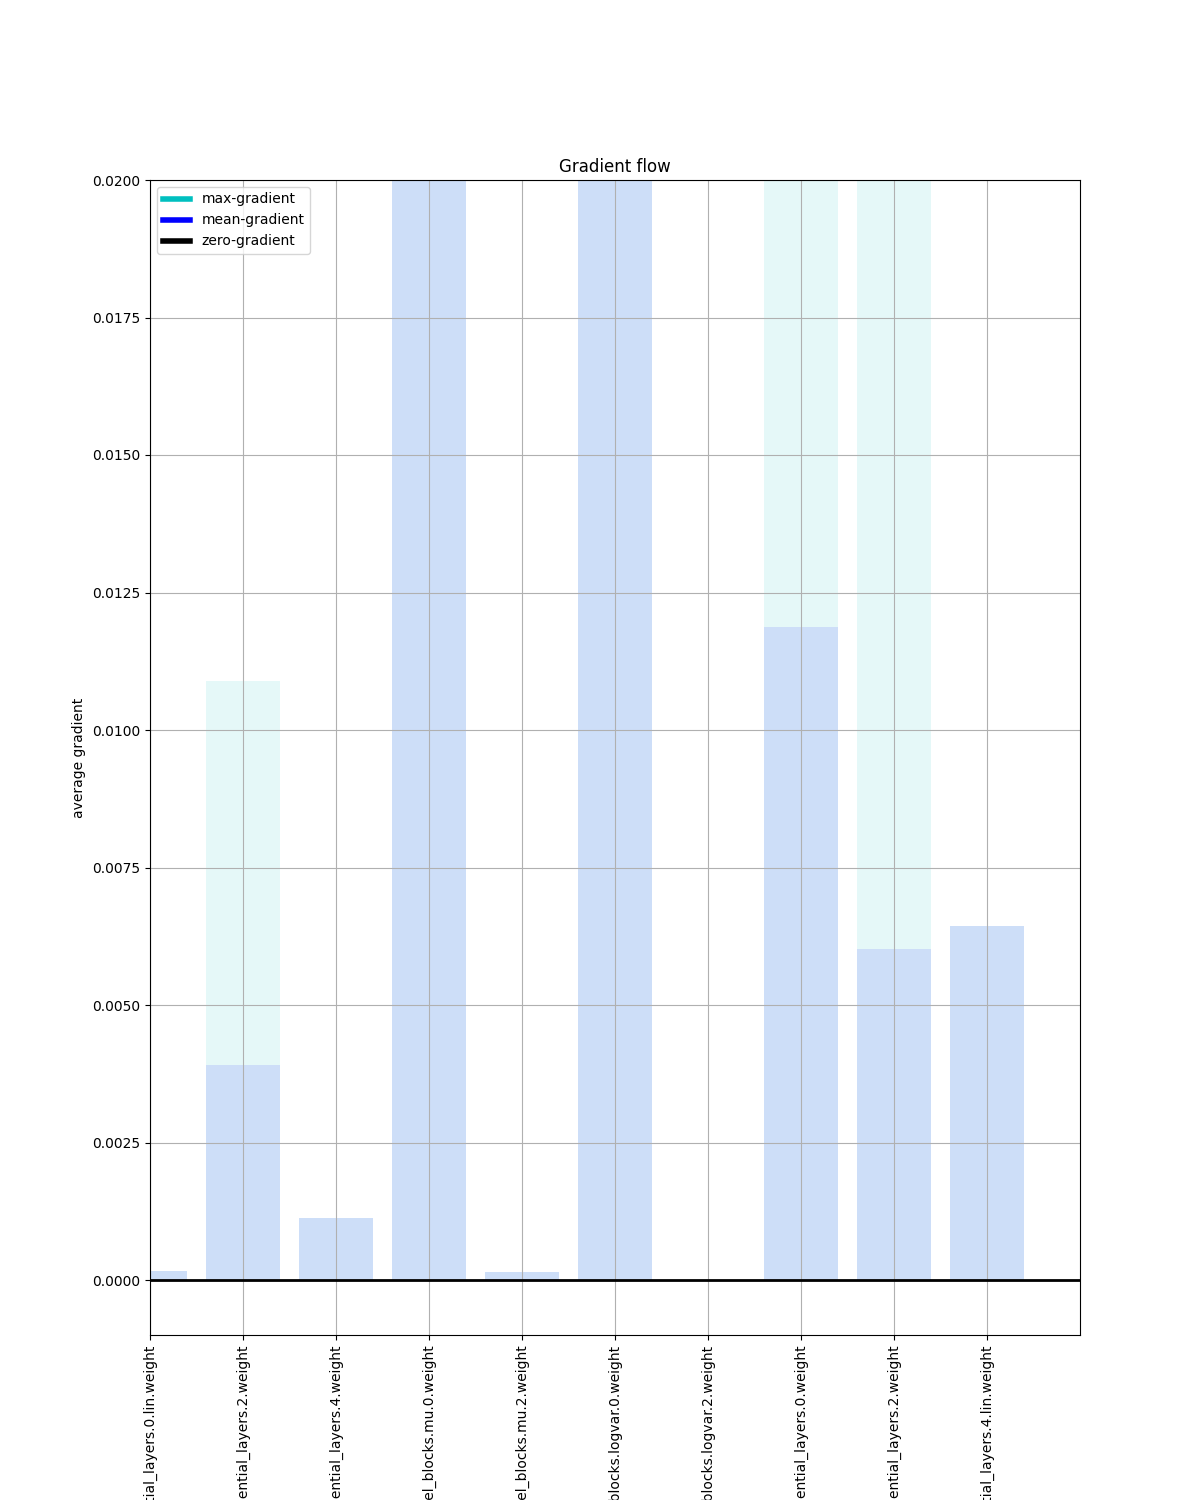 Gradient flow
max-gradient
mean-gradient
zero-gradient
0.0200
0.0175
0.0150
0.0125
0.0100
0.0075
0.0050
0.0025
0.0000
average gradient
tial_layers.0.lin.weight
ential_layers.2.weight
ential_layers.4.weight
el_blocks.mu.0.weight
el_blocks.mu.2.weight
blocks.logvar.0.weight
blocks.logvar.2.weight
ential_layers.0.weight
ential_layers.2.weight
tial_layers.4.lin.weight